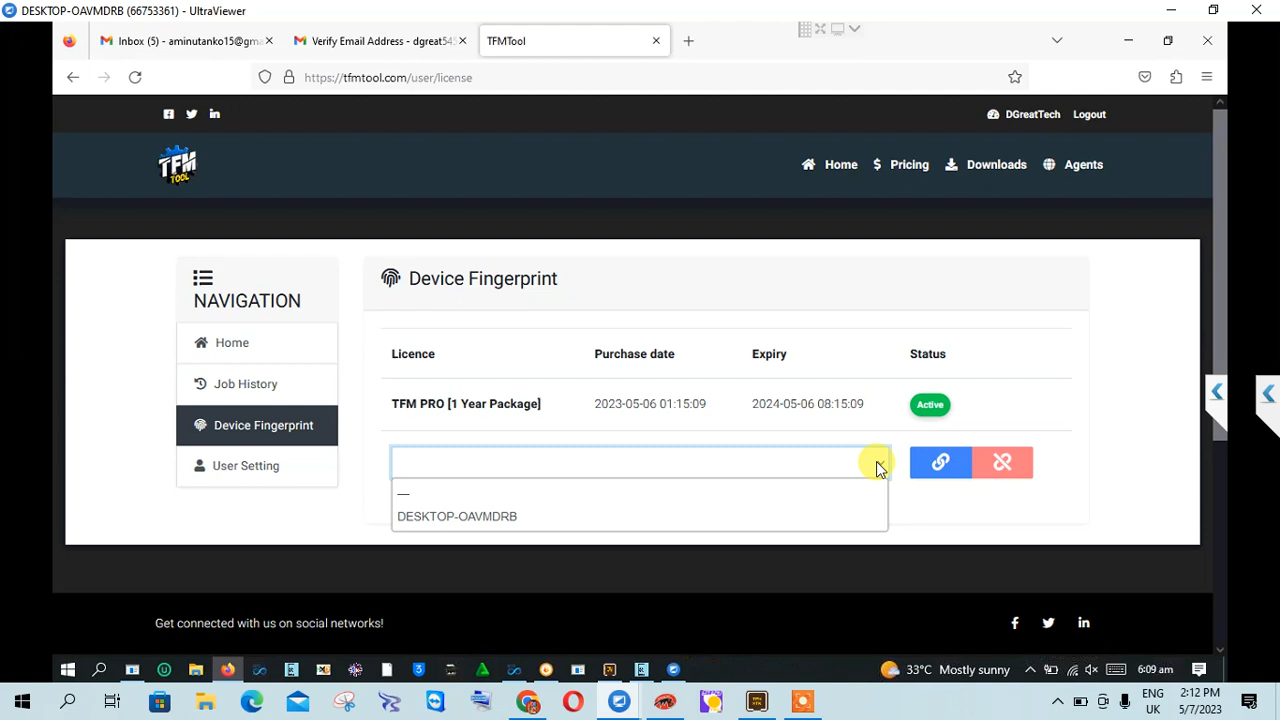 DESKTOP-OAVMDRB (66753361) - UltraViewer
Inbox (5) - aminutanko15@gma
Verify Email Address - dgreat545
TFMTool
https://tfmtool.com/user/license
DGreatTech
Logout
TFM
TOOL
Home
Pricing
Downloads
Agents
NAVIGATION
Home
Job History
Device Fingerprint
User Setting
Device Fingerprint
Licence Purchase date Expiry Status
TFM PRO [1 Year Package] 2023-05-06 01:15:09 2024-05-06 08:15:09 Active
—
DESKTOP-OAVMDRB
Get connected with us on social networks!
33°C Mostly sunny
6:09 am
ENG
UK
2:12 PM
5/7/2023